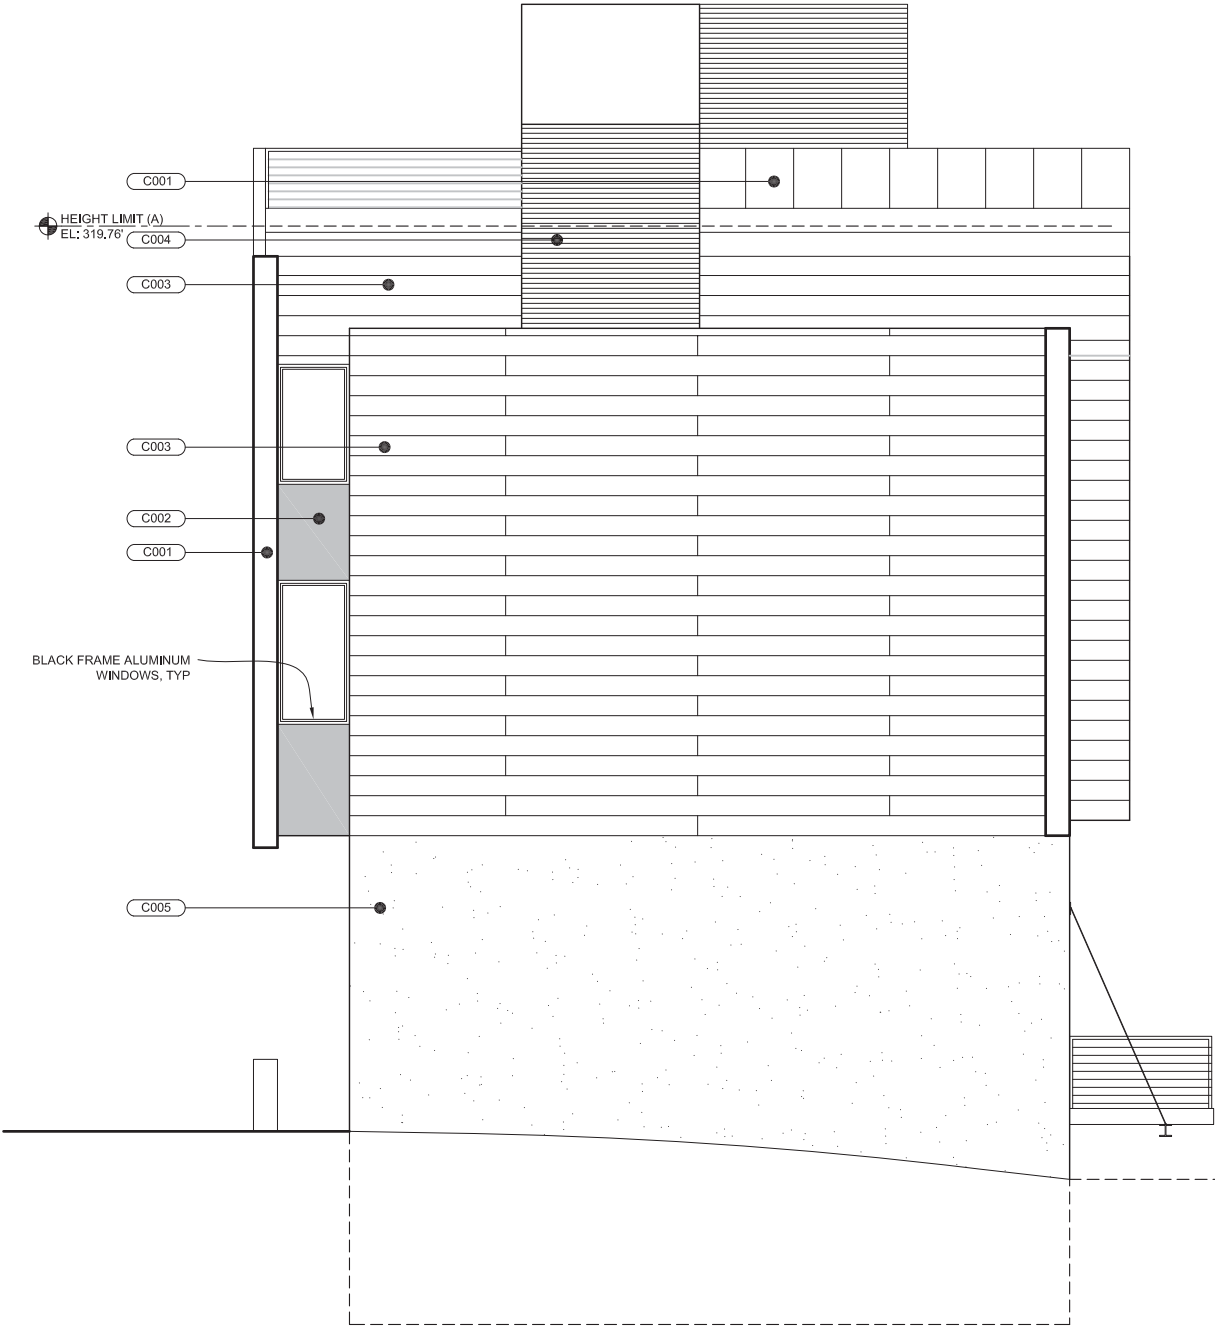 C001
HEIGHT LIMIT (A)
EL: 319.76'
C004
C003
C003
C002
C001
BLACK FRAME ALUMINUM
WINDOWS, TYP
C005